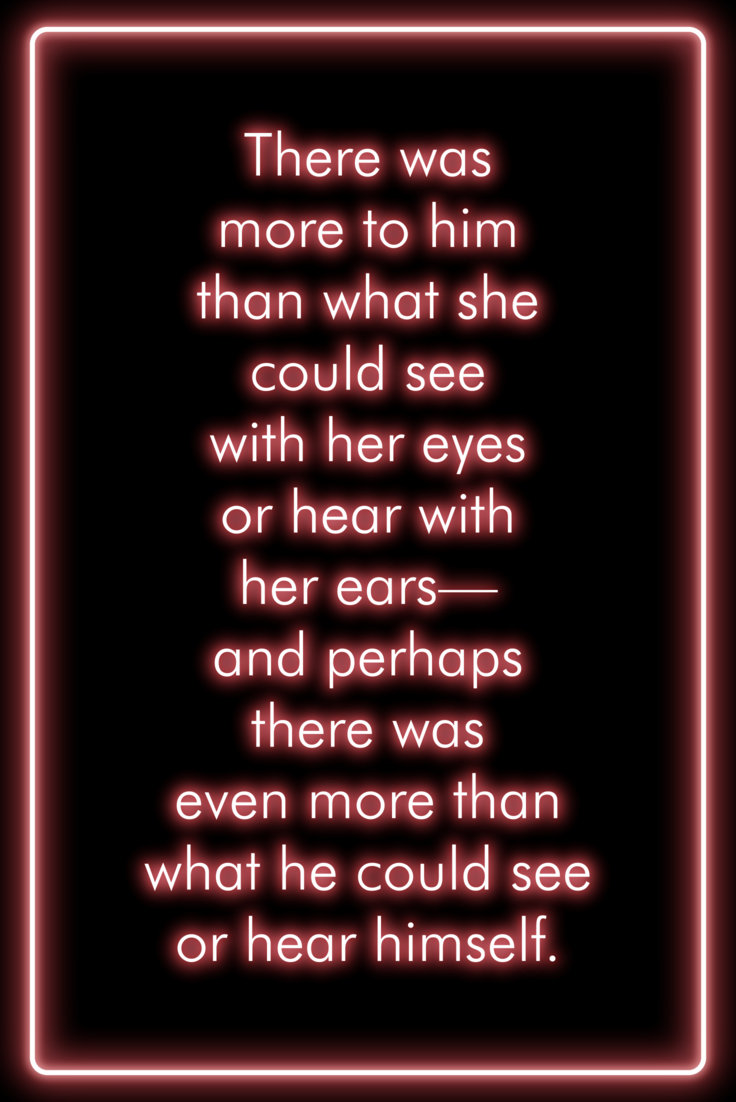 There was
more to him
than what she
could see
with her eyes
or hear with
her ears—
and perhaps
there was
even more than
what he could see
or hear himself.